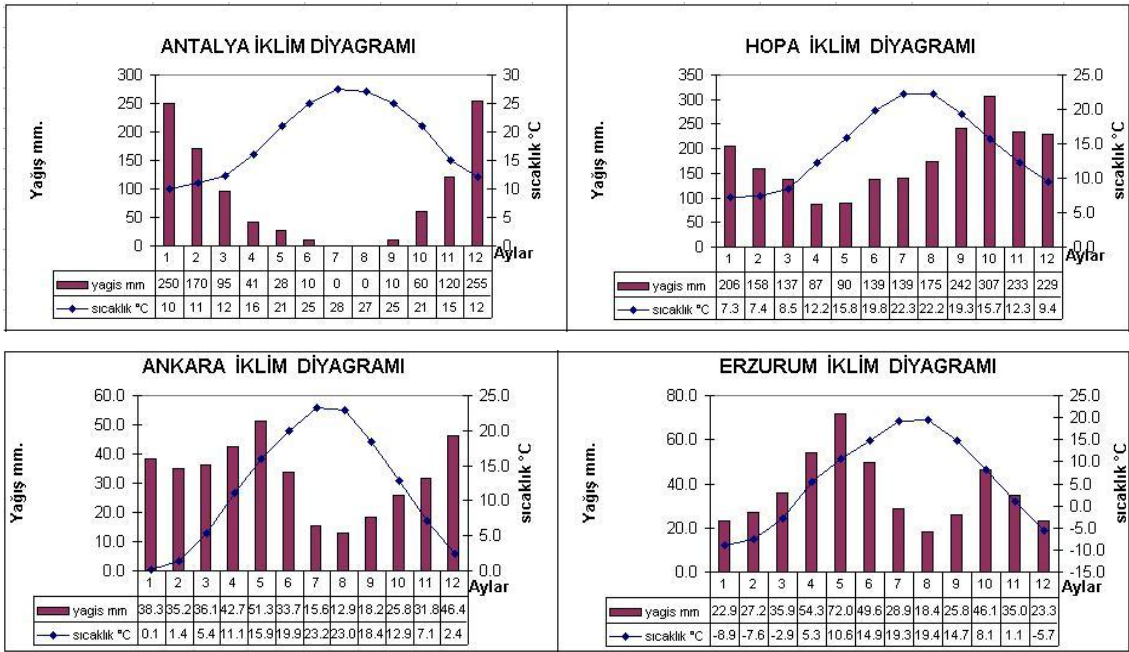 ANTALYA İKLİM DİYAGRAMI
Yağış mm.
300
250
200
150
100
50
0
30
25
20
15
10
5
0
sıcaklık °C
1 2 3 4 5 6 7 8 9 10 11 12 Aylar
yagis mm 250 170 95 41 28 10 0 0 10 60 120 255
sıcaklık °C 10 11 12 16 21 25 28 27 25 21 15 12
HOPA İKLİM DİYAGRAMI
Yağış mm.
350
300
250
200
150
100
50
0
25.0
20.0
15.0
10.0
5.0
0.0
sıcaklık °C
1 2 3 4 5 6 7 8 9 10 11 12 Aylar
yagis mm 206 158 137 87 90 139 139 175 242 307 233 229
sıcaklık °C 7.3 7.4 8.5 12.2 15.8 19.8 22.3 22.2 19.3 15.7 12.3 9.4
ANKARA İKLİM DİYAGRAMI
Yağış mm.
60.0
50.0
40.0
30.0
20.0
10.0
0.0
25.0
20.0
15.0
10.0
5.0
0.0
sıcaklık °C
1 2 3 4 5 6 7 8 9 10 11 12 Aylar
yagis mm 38.3 35.2 36.1 42.7 51.3 33.7 15.6 12.9 18.2 25.8 31.8 46.4
sıcaklık °C 0.1 1.4 5.4 11.1 15.9 19.9 23.2 23.0 18.4 12.9 7.1 2.4
ERZURUM İKLİM DİYAGRAMI
Yağış mm.
80.0
60.0
40.0
20.0
0.0
25.0
20.0
15.0
10.0
5.0
0.0
-5.0
-10.0
-15.0
sıcaklık °C
1 2 3 4 5 6 7 8 9 10 11 12 Aylar
yagis mm 22.9 27.2 35.9 54.3 72.0 49.6 28.9 18.4 25.8 46.1 35.0 23.3
sıcaklık °C -8.9 -7.6 -2.9 5.3 10.6 14.9 19.3 19.4 14.7 8.1 1.1 -5.7